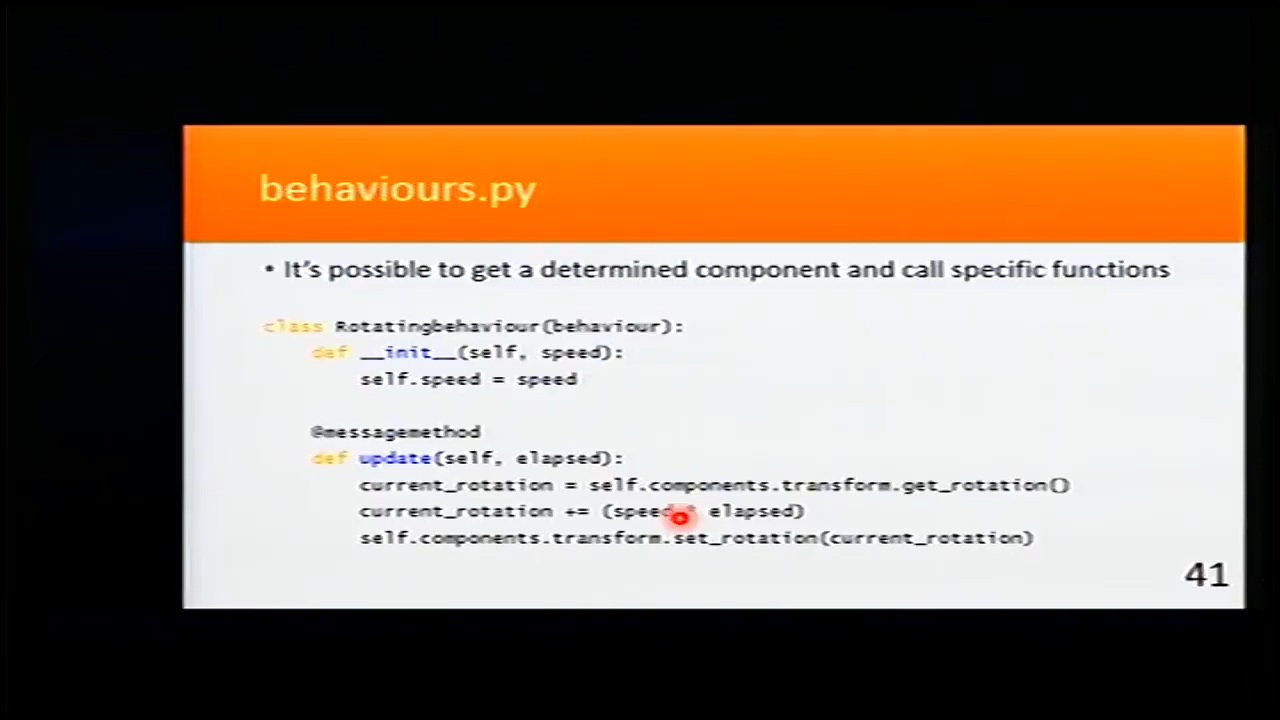 behaviours.py
• It's possible to get a determined component and call specific functions
class Rotatingbehaviour(behaviour):
def __init__(self, speed):
self.speed = speed
@messagemethod
def update(self, elapsed):
current_rotation = self.components.transform.get_rotation()
current_rotation += (speed * elapsed)
self.components.transform.set_rotation(current_rotation)
41